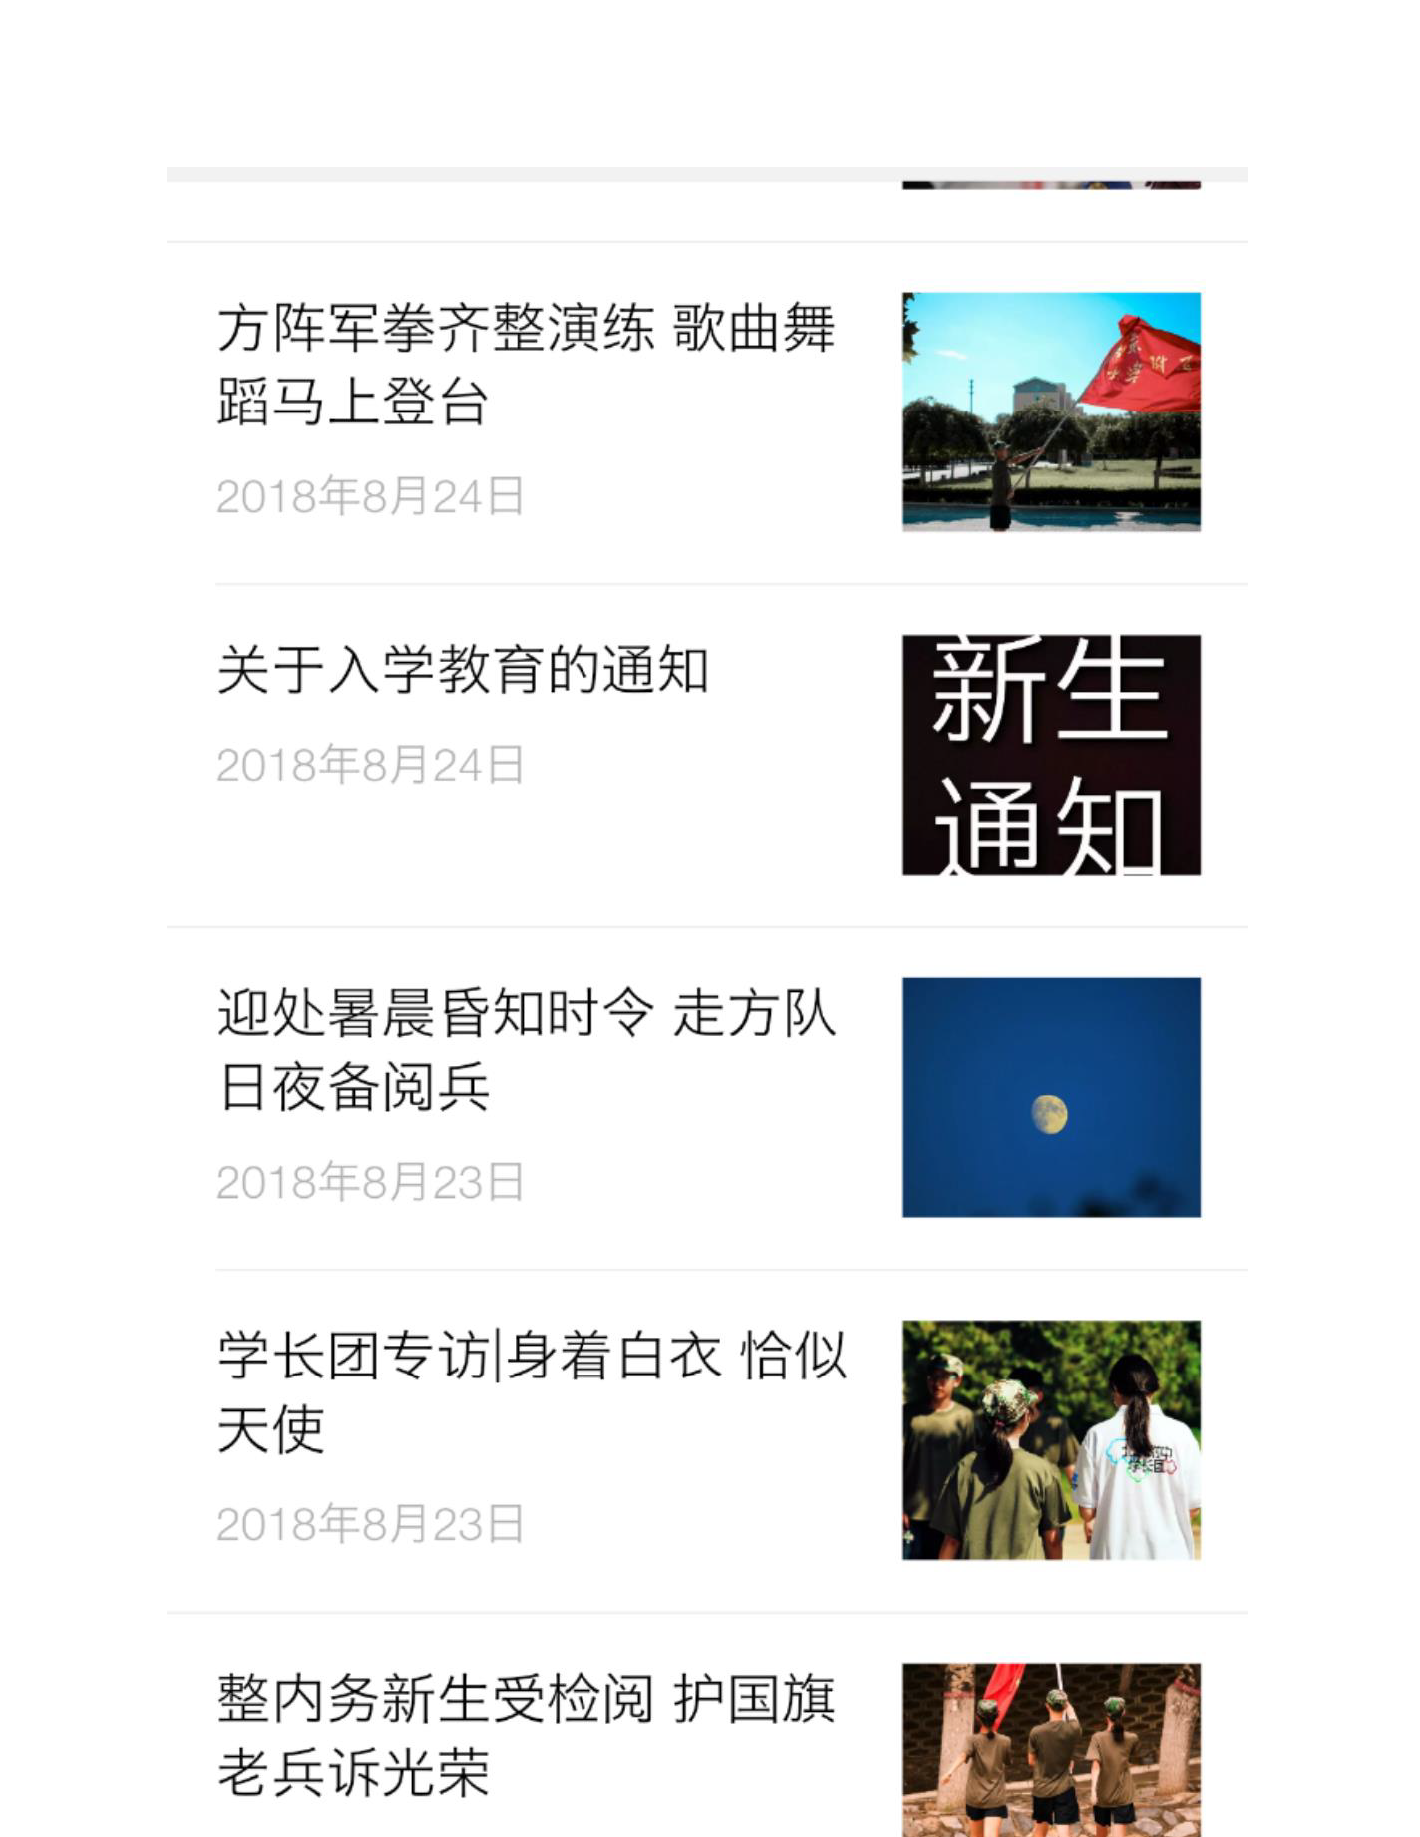 方阵军拳齐整演练 歌曲舞
蹈马上登台
2018年8月24日
关于入学教育的通知
2018年8月24日
新生
通知
迎处暑晨昏知时令 走方队
日夜备阅兵
2018年8月23日
学长团专访|身着白衣 恰似
天使
2018年8月23日
学长团
整内务新生受检阅 护国旗
老兵诉光荣